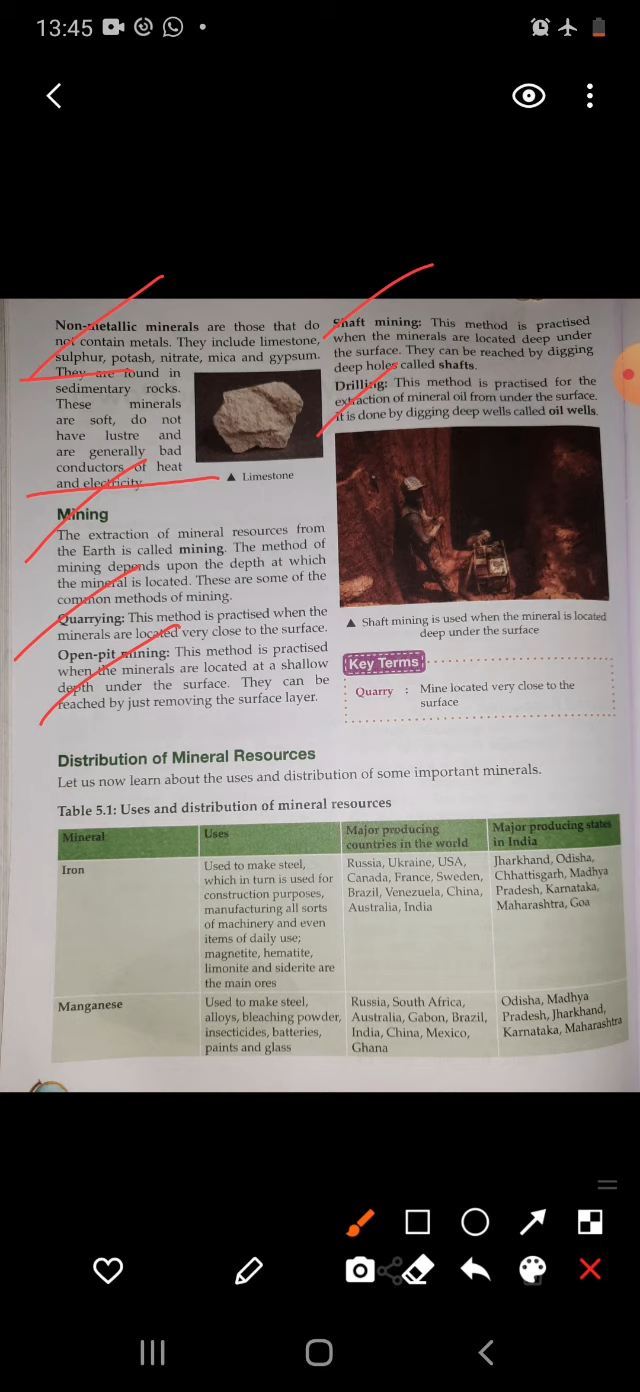 13:45
Non-metallic minerals are those that do
not contain metals. They include limestone,
sulphur, potash, nitrate, mica and gypsum.
They are found in
sedimentary rocks.
These minerals
are soft, do not
have lustre and
are generally bad
conductors of heat
and electricity.
▲ Limestone
Mining
The extraction of mineral resources from
the Earth is called mining. The method of
mining depends upon the depth at which
the mineral is located. These are some of the
common methods of mining.
Quarrying: This method is practised when the
minerals are located very close to the surface.
Open-pit mining: This method is practised
when the minerals are located at a shallow
depth under the surface. They can be
reached by just removing the surface layer.
Shaft mining: This method is practised
when the minerals are located deep under
the surface. They can be reached by digging
deep holes called shafts.
Drilling: This method is practised for the
extraction of mineral oil from under the surface.
It is done by digging deep wells called oil wells.
▲ Shaft mining is used when the mineral is located
deep under the surface
Key Terms
Quarry : Mine located very close to the
surface
Distribution of Mineral Resources
Let us now learn about the uses and distribution of some important minerals.
Table 5.1: Uses and distribution of mineral resources
Mineral
Uses
Major producing
countries in the world
Major producing states
in India
Iron
Used to make steel,
which in turn is used for
construction purposes,
manufacturing all sorts
of machinery and even
items of daily use;
magnetite, hematite,
limonite and siderite are
the main ores
Russia, Ukraine, USA,
Canada, France, Sweden,
Brazil, Venezuela, China,
Australia, India
Jharkhand, Odisha,
Chhattisgarh, Madhya
Pradesh, Karnataka,
Maharashtra, Goa
Manganese
Used to make steel,
alloys, bleaching powder,
insecticides, batteries,
paints and glass
Russia, South Africa,
Australia, Gabon, Brazil,
India, China, Mexico,
Ghana
Odisha, Madhya
Pradesh, Jharkhand,
Karnataka, Maharashtra